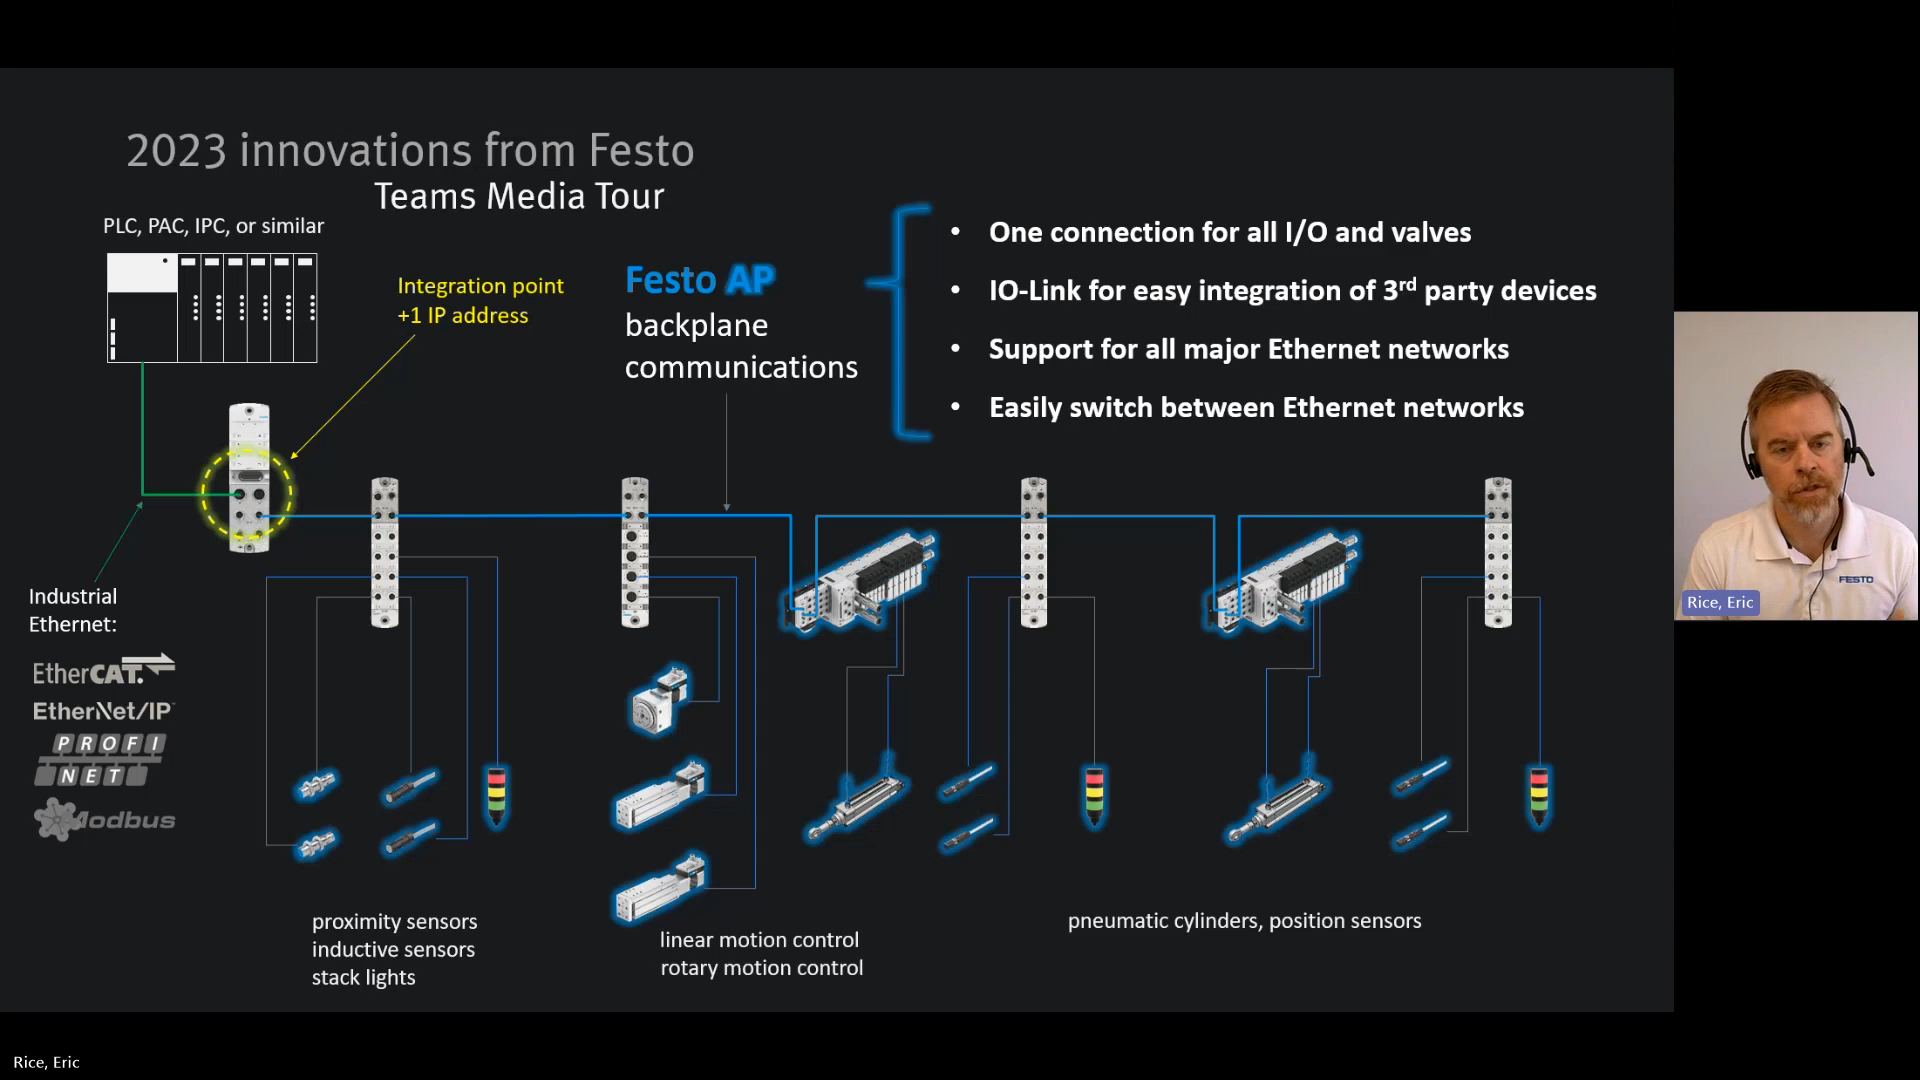 2023 innovations from Festo
Teams Media Tour
PLC, PAC, IPC, or similar
Integration point
+1 IP address
Festo AP
backplane
communications
• One connection for all I/O and valves
• IO-Link for easy integration of 3rd party devices
• Support for all major Ethernet networks
• Easily switch between Ethernet networks
Industrial
Ethernet:
EtherCAT.
EtherNet/IP
PROFI
NET
Modbus
proximity sensors
inductive sensors
stack lights
linear motion control
rotary motion control
pneumatic cylinders, position sensors
FESTO
Rice, Eric
Rice, Eric